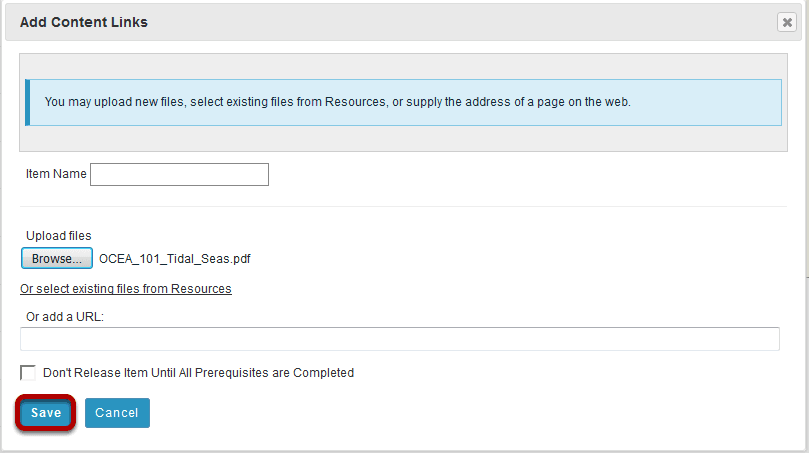 Add Content Links
You may upload new files, select existing files from Resources, or supply the address of a page on the web.
Item Name
Upload files
Browse... OCEA_101_Tidal_Seas.pdf
Or select existing files from Resources
Or add a URL:
Don't Release Item Until All Prerequisites are Completed
Save Cancel